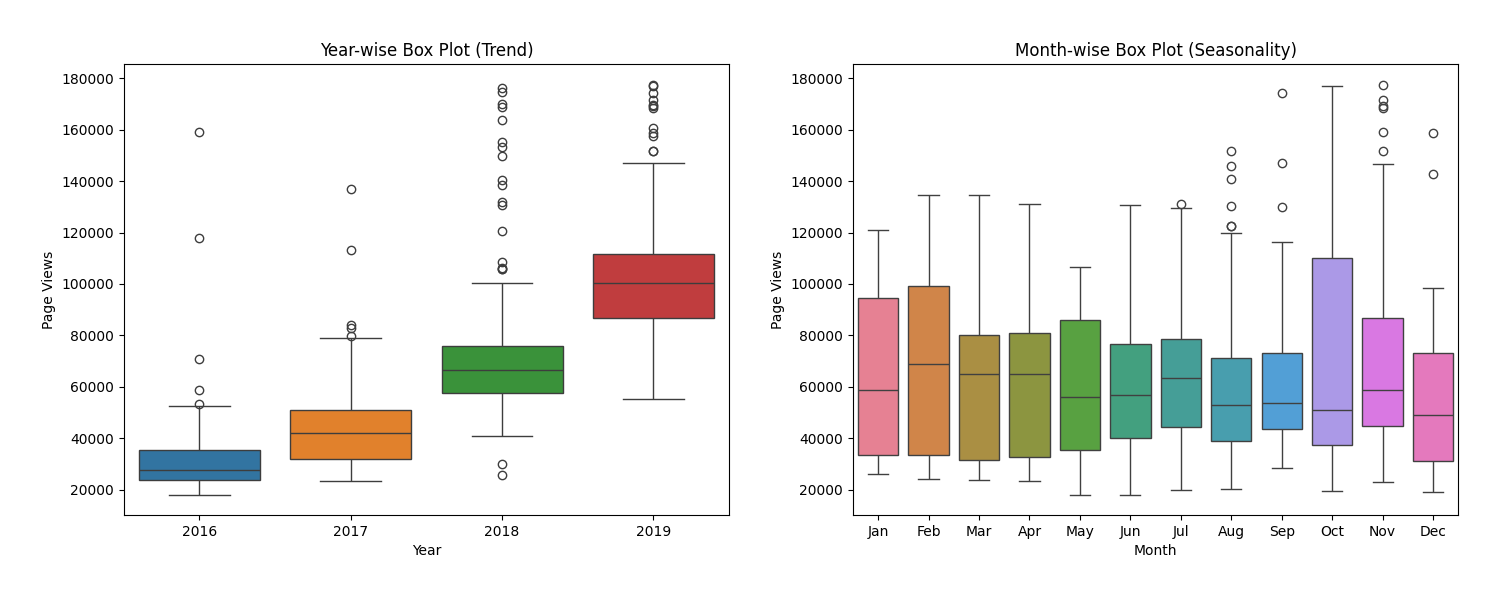 Year-wise Box Plot (Trend)
180000
160000
140000
120000
100000
80000
60000
40000
20000
Page Views
2016 2017 2018 2019
Year
Month-wise Box Plot (Seasonality)
180000
160000
140000
120000
100000
80000
60000
40000
20000
Page Views
Jan Feb Mar Apr May Jun Jul Aug Sep Oct Nov Dec
Month